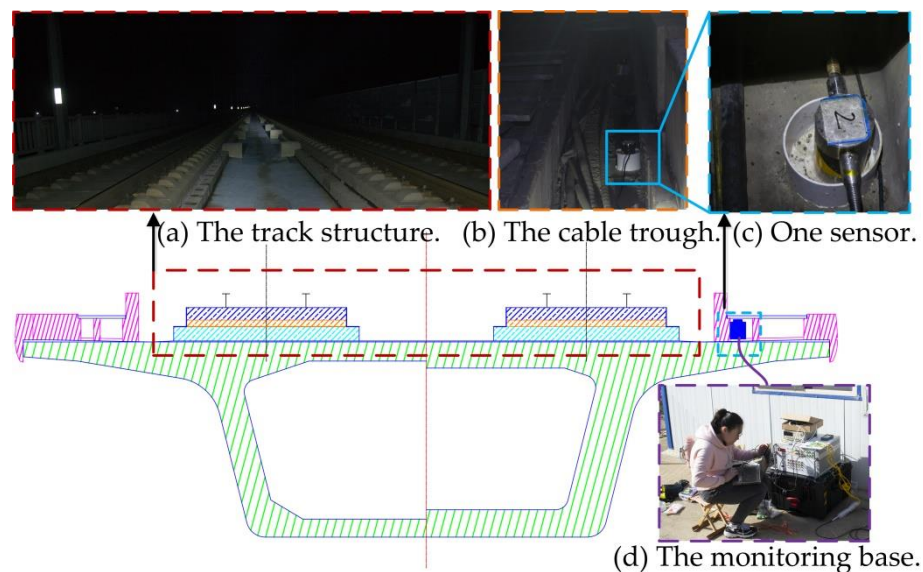 2
(a) The track structure.
(b) The cable trough.
(c) One sensor.
(d) The monitoring base.